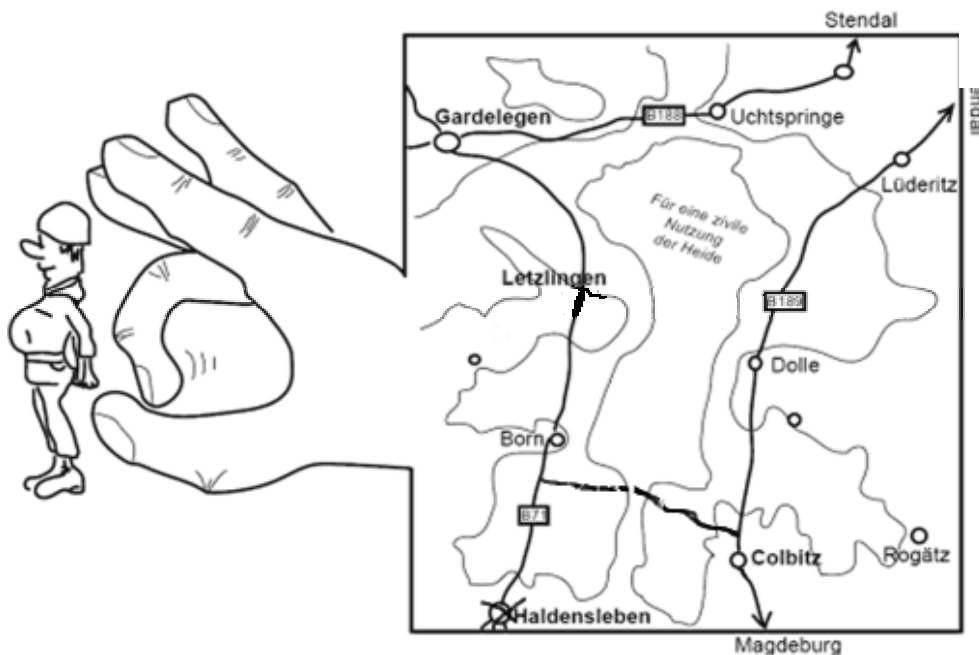 Stendal
ndal
Gardelegen
B188
Uchtspringe
Lüderitz
Für eine zivile
Nutzung
der Heide
Letzlingen
B189
Dolle
Born
B71
Colbitz
Rogätz
Haldensleben
Magdeburg